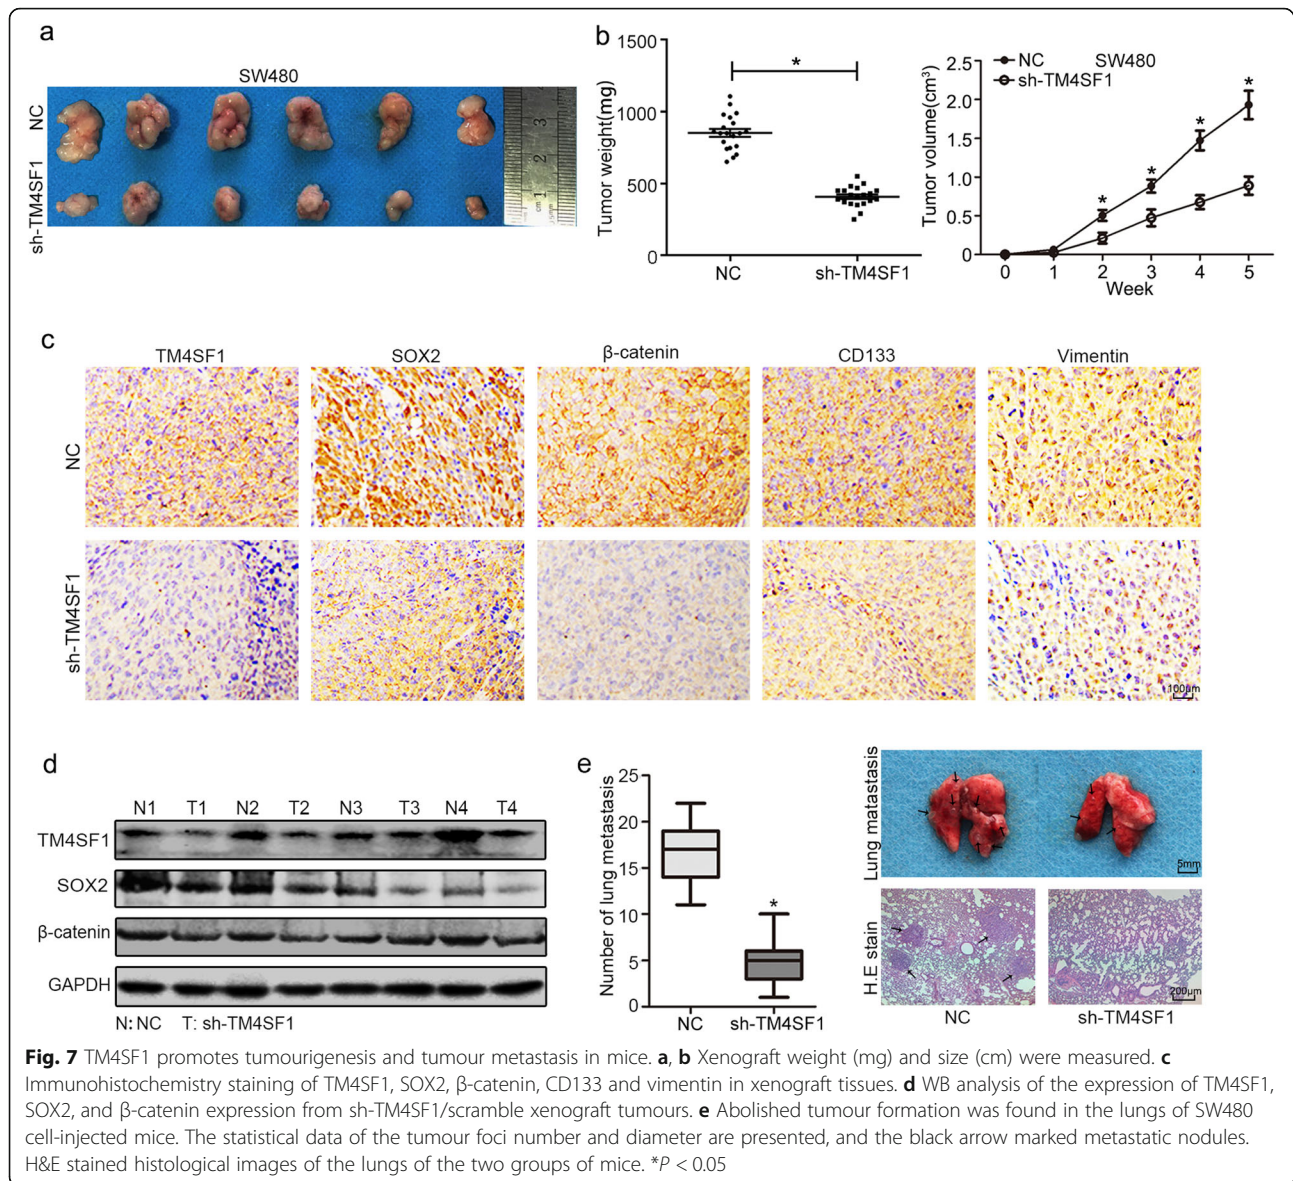 a
SW480
NC
sh-TM4SF1
3
2
1
cm
b
1500
1000
500
0
Tumor weight(mg)
*
NC
sh-TM4SF1
NC
SW480
sh-TM4SF1
2.5
2.0
1.5
1.0
0.5
0
Tumor volume(cm³)
*
*
*
*
0 1 2 3 4 5
Week
c
TM4SF1
SOX2
β-catenin
CD133
Vimentin
NC
sh-TM4SF1
100μm
d
N1 T1 N2 T2 N3 T3 N4 T4
TM4SF1
SOX2
β-catenin
GAPDH
N: NC T: sh-TM4SF1
e
25
20
15
10
5
0
Number of lung metastasis
*
NC
sh-TM4SF1
Lung matastasis
5mm
H.E stain
200μm
NC
sh-TM4SF1
Fig. 7 TM4SF1 promotes tumourigenesis and tumour metastasis in mice. a, b Xenograft weight (mg) and size (cm) were measured. c
Immunohistochemistry staining of TM4SF1, SOX2, β-catenin, CD133 and vimentin in xenograft tissues. d WB analysis of the expression of TM4SF1,
SOX2, and β-catenin expression from sh-TM4SF1/scramble xenograft tumours. e Abolished tumour formation was found in the lungs of SW480
cell-injected mice. The statistical data of the tumour foci number and diameter are presented, and the black arrow marked metastatic nodules.
H&E stained histological images of the lungs of the two groups of mice. *P < 0.05